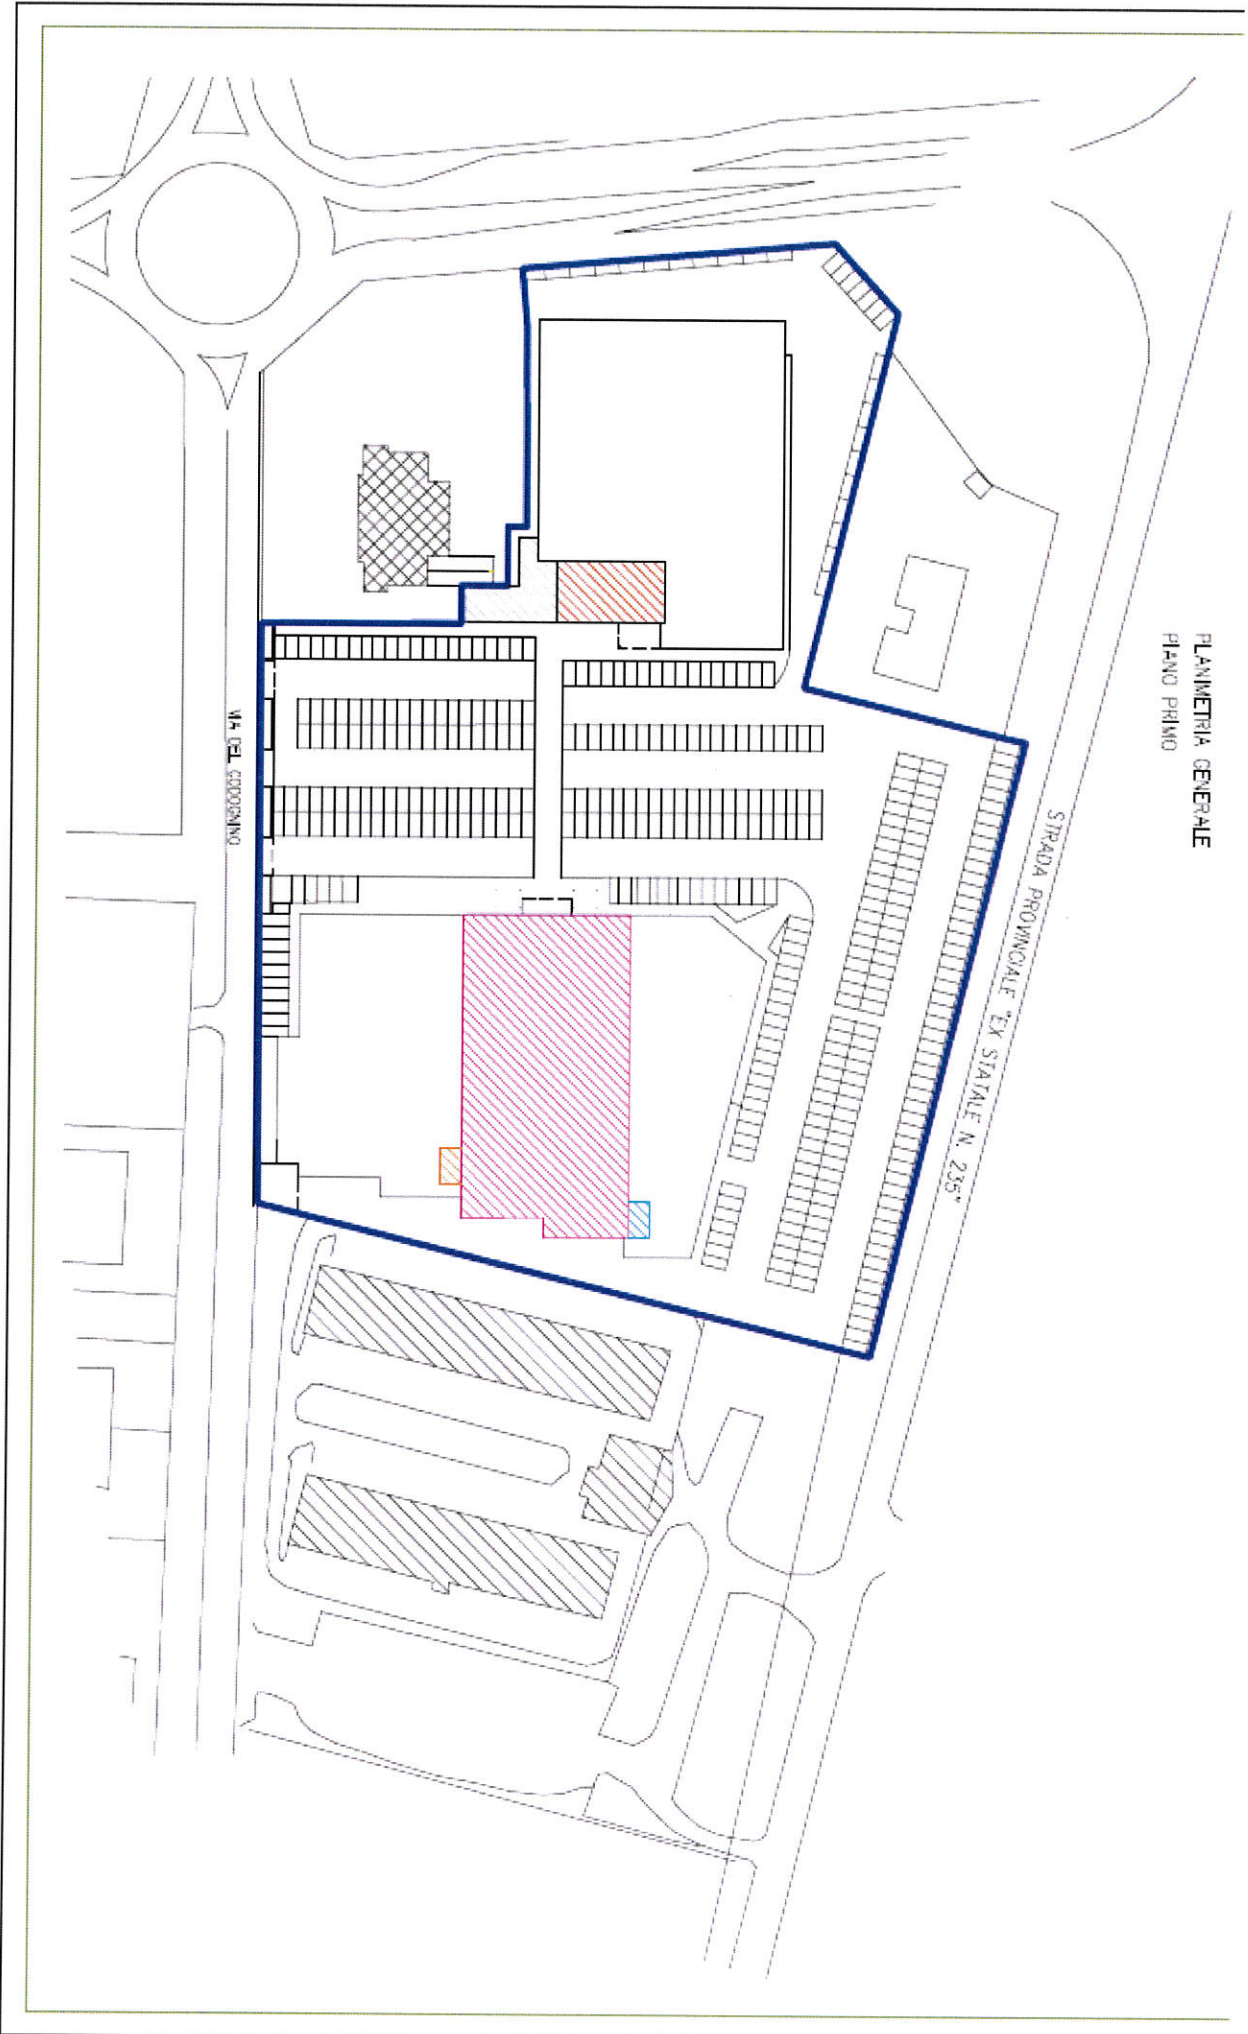 PLANIMETRIA GENERALE
PIANO PRIMO
STRADA PROVINCIALE "EX STATALE N. 235"
VIA DEL CODOGNINO